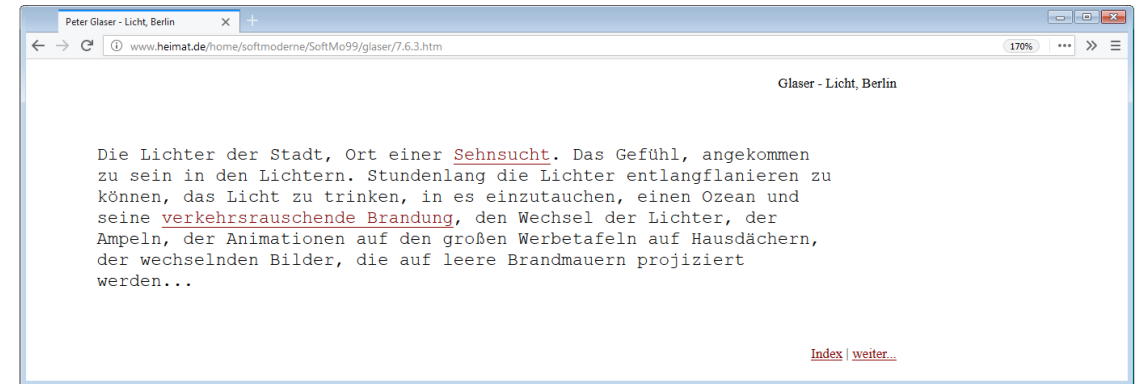 Peter Glaser - Licht, Berlin
www.heimat.de/home/softmoderne/SoftMo99/glaser/7.6.3.htm
170%
Glaser - Licht, Berlin
Die Lichter der Stadt, Ort einer Sehnsucht. Das Gefühl, angekommen
zu sein in den Lichtern. Stundenlang die Lichter entlangflanieren zu
können, das Licht zu trinken, in es einzutauchen, einen Ozean und
seine verkehrsrauschende Brandung, den Wechsel der Lichter, der
Ampeln, der Animationen auf den großen Werbetafeln auf Hausdächern,
der wechselnden Bilder, die auf leere Brandmauern projiziert
werden...
Index | weiter...